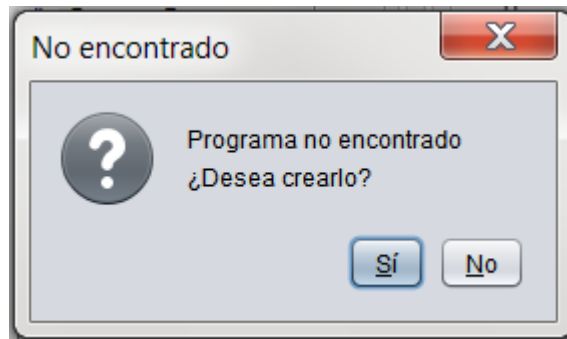 No encontrado
Programa no encontrado
¿Desea crearlo?
Sí
No